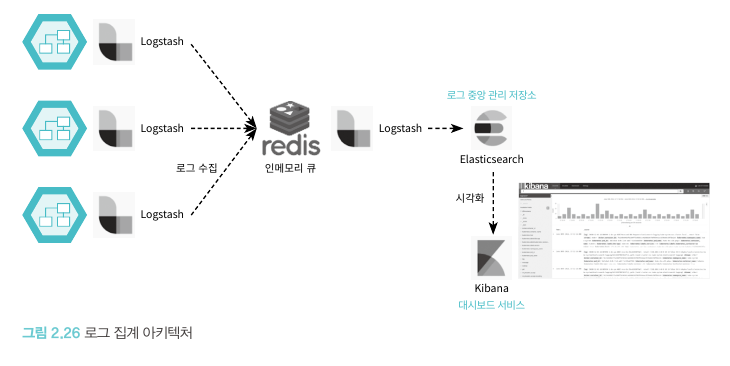 Logstash
Logstash
Logstash
로그 수집
redis
인메모리 큐
Logstash
로그 중앙 관리 저장소
Elasticsearch
시각화
kibana
Kibana
대시보드 서비스
그림 2.26 로그 집계 아키텍처